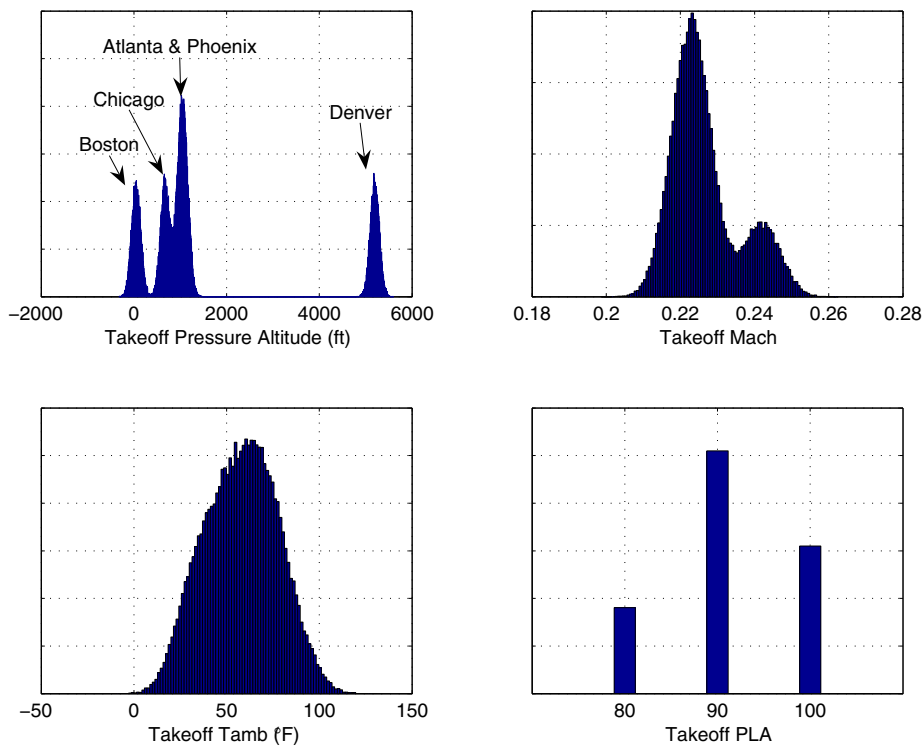 Atlanta & Phoenix
Chicago
Denver
Boston
−2000 0 2000 4000 6000
Takeoff Pressure Altitude (ft)
0.18 0.2 0.22 0.24 0.26 0.28
Takeoff Mach
−50 0 50 100 150
Takeoff Tamb (°F)
80 90 100
Takeoff PLA